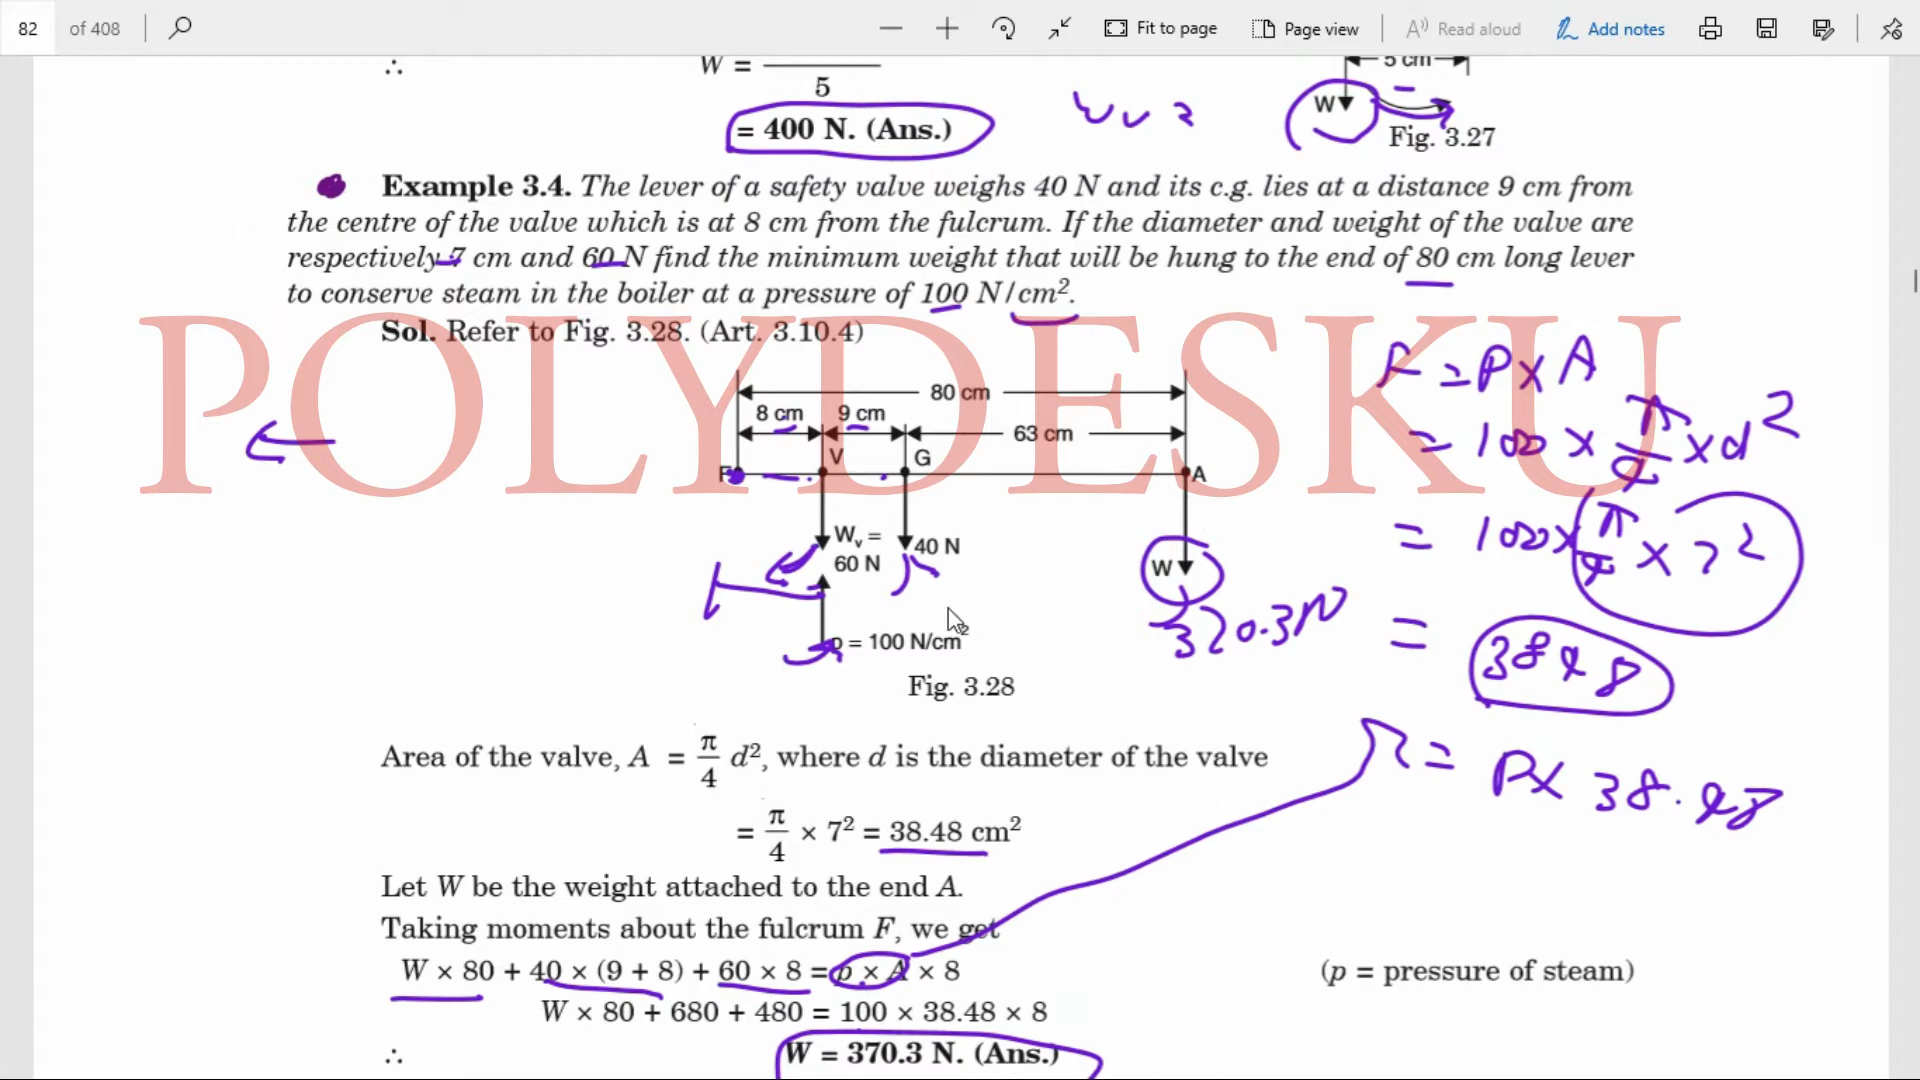 82 of 408 Fit to page Page view Read aloud Add notes
∴ W = ———
5
5 cm
= 400 N. (Ans.)
W
Fig. 3.27
Example 3.4. The lever of a safety valve weighs 40 N and its c.g. lies at a distance 9 cm from
the centre of the valve which is at 8 cm from the fulcrum. If the diameter and weight of the valve are
respectively 7 cm and 60 N find the minimum weight that will be hung to the end of 80 cm long lever
to conserve steam in the boiler at a pressure of 100 N/cm².
Sol. Refer to Fig. 3.28. (Art. 3.10.4)
POLYDESKU
80 cm
8 cm 9 cm 63 cm
F V G A
W_v =
60 N
40 N
W
p = 100 N/cm²
Fig. 3.28
F = P × A
= 100 × π/4 × d²
= 100 × π/4 × 7²
320.3N
= 3848
= P × 38.48
Area of the valve, A = π/4 d², where d is the diameter of the valve
= π/4 × 7² = 38.48 cm²
Let W be the weight attached to the end A.
Taking moments about the fulcrum F, we get
W × 80 + 40 × (9 + 8) + 60 × 8 = p × A × 8 (p = pressure of steam)
W × 80 + 680 + 480 = 100 × 38.48 × 8
∴ W = 370.3 N. (Ans.)